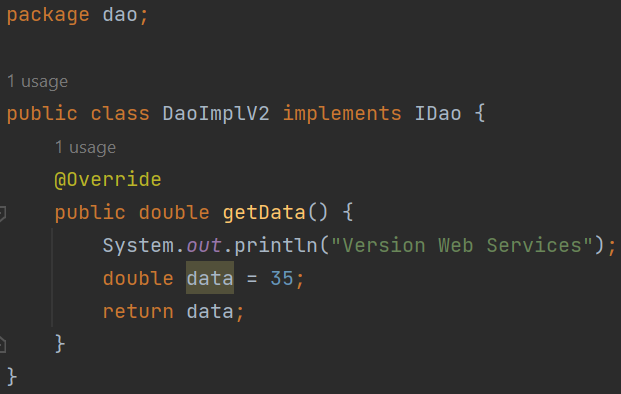 package dao;
1 usage
public class DaoImplV2 implements IDao {
1 usage
@Override
public double getData() {
System.out.println("Version Web Services");
double data = 35;
return data;
}
}